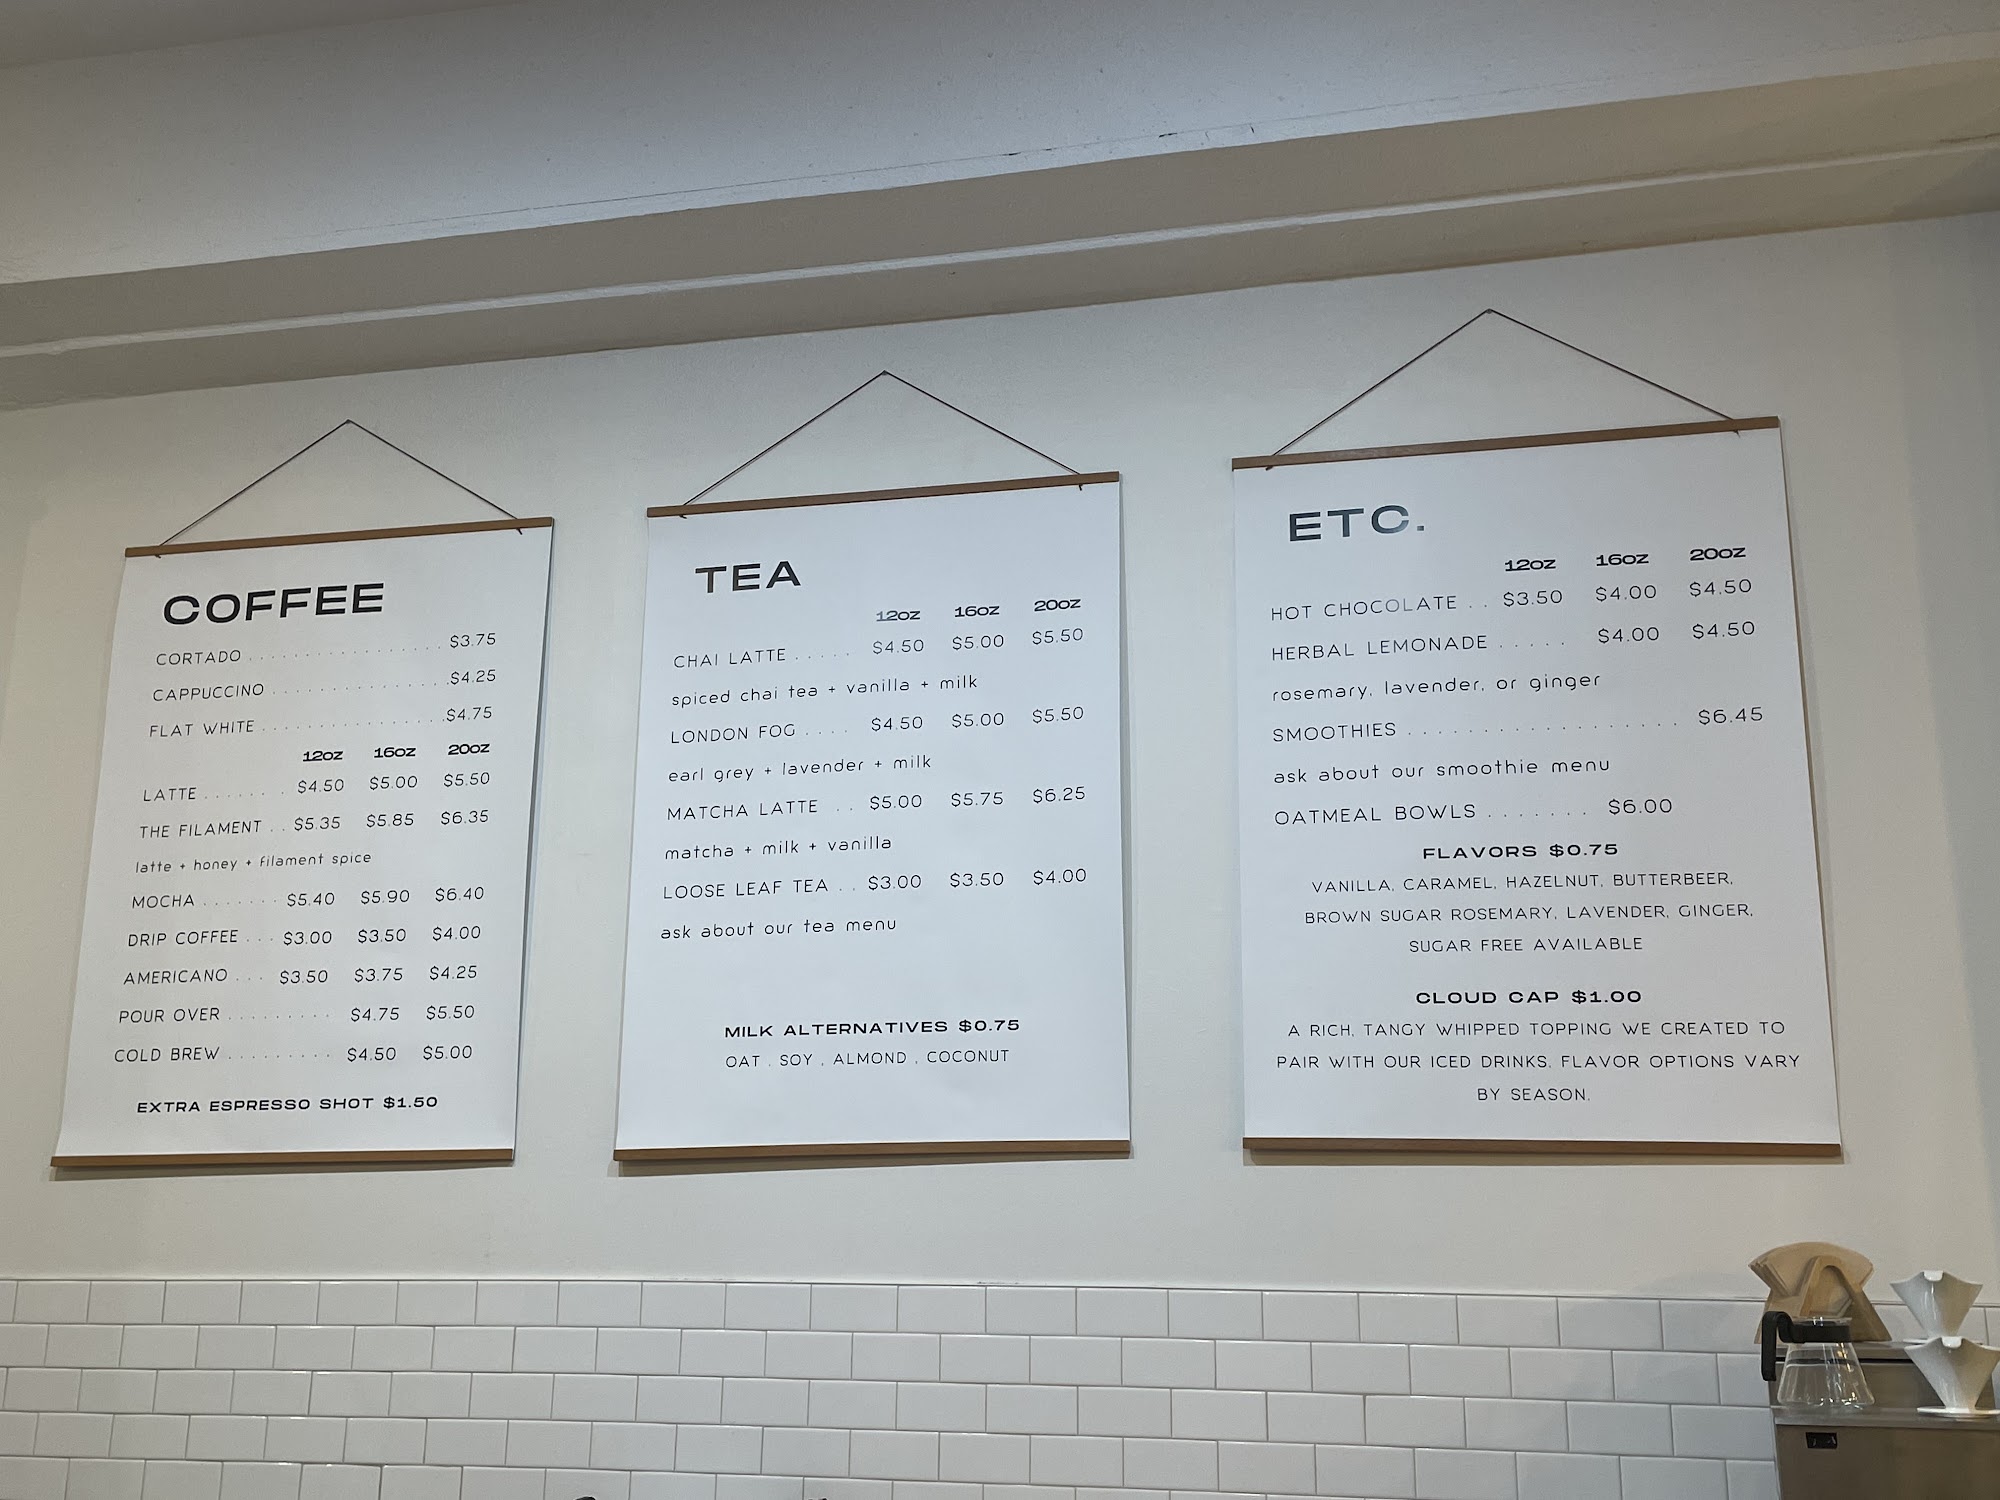 COFFEE
CORTADO . . . . . . . . . . . . . . . . . $3.75
CAPPUCCINO . . . . . . . . . . . . . . . $4.25
FLAT WHITE . . . . . . . . . . . . . . . $4.75
12oz 16oz 20oz
LATTE . . . . . . . $4.50 $5.00 $5.50
THE FILAMENT . . $5.35 $5.85 $6.35
latte + honey + filament spice
MOCHA . . . . . . . $5.40 $5.90 $6.40
DRIP COFFEE . . . $3.00 $3.50 $4.00
AMERICANO . . . $3.50 $3.75 $4.25
POUR OVER . . . . . . . . . $4.75 $5.50
COLD BREW . . . . . . . . . $4.50 $5.00
EXTRA ESPRESSO SHOT $1.50
TEA
12oz 16oz 20oz
CHAI LATTE . . . . . $4.50 $5.00 $5.50
spiced chai tea + vanilla + milk
LONDON FOG . . . . $4.50 $5.00 $5.50
earl grey + lavender + milk
MATCHA LATTE . . $5.00 $5.75 $6.25
matcha + milk + vanilla
LOOSE LEAF TEA . . $3.00 $3.50 $4.00
ask about our tea menu
MILK ALTERNATIVES $0.75
OAT . SOY . ALMOND . COCONUT
ETC.
12oz 16oz 20oz
HOT CHOCOLATE . . $3.50 $4.00 $4.50
HERBAL LEMONADE . . . . . $4.00 $4.50
rosemary, lavender, or ginger
SMOOTHIES . . . . . . . . . . . . . . . . . $6.45
ask about our smoothie menu
OATMEAL BOWLS . . . . . . . $6.00
FLAVORS $0.75
VANILLA, CARAMEL, HAZELNUT, BUTTERBEER,
BROWN SUGAR ROSEMARY, LAVENDER, GINGER,
SUGAR FREE AVAILABLE
CLOUD CAP $1.00
A RICH, TANGY WHIPPED TOPPING WE CREATED TO
PAIR WITH OUR ICED DRINKS. FLAVOR OPTIONS VARY
BY SEASON.